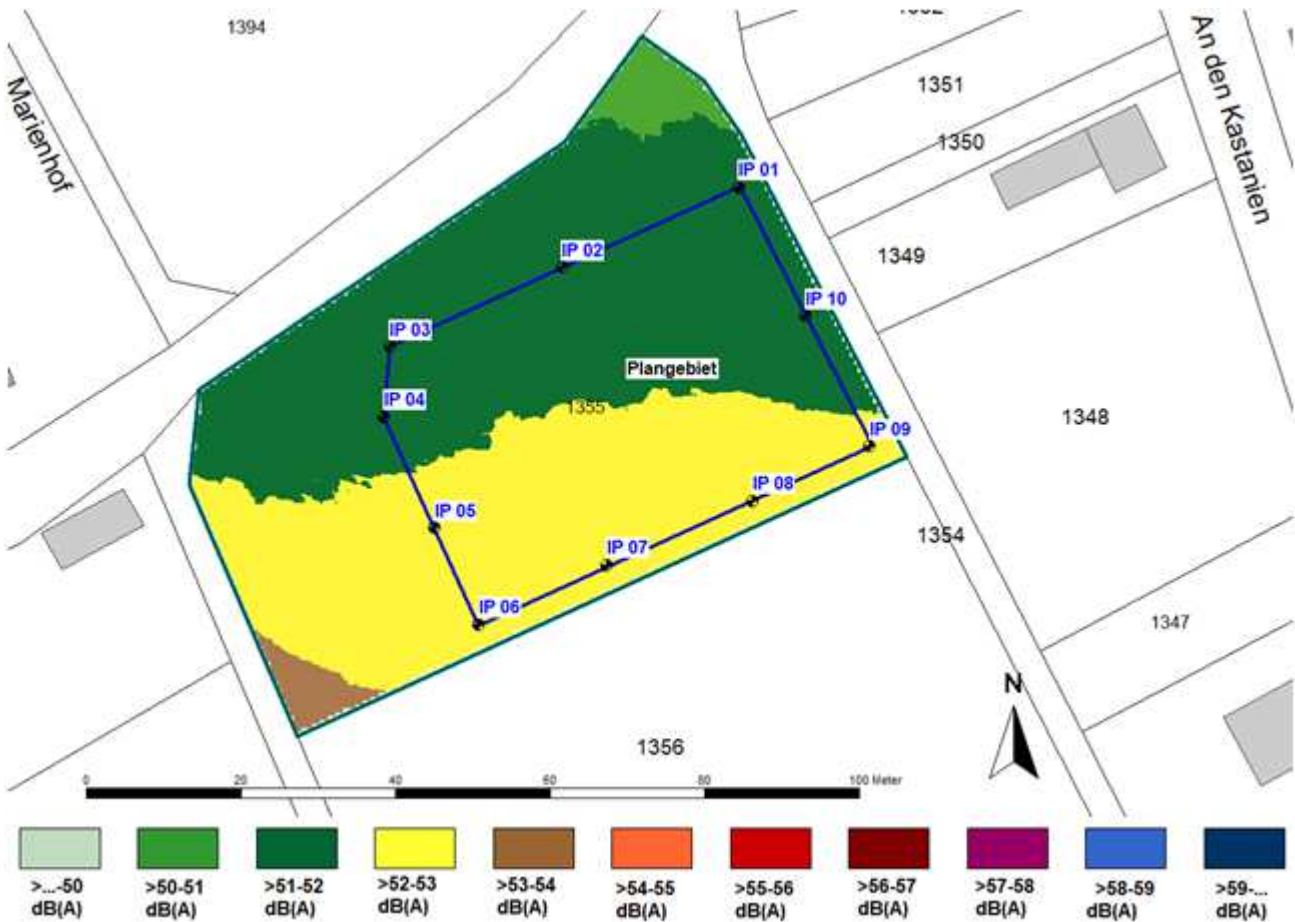 1394
1351
Marienhof
An den Kastanien
1350
IP 01
IP 02
1349
IP 10
IP 03
Plangebiet
IP 04
1355
1348
IP 09
IP 08
IP 05
1354
IP 07
IP 06
1347
N
1356
0 20 40 60 80 100 Meter
>...-50 dB(A)
>50-51 dB(A)
>51-52 dB(A)
>52-53 dB(A)
>53-54 dB(A)
>54-55 dB(A)
>55-56 dB(A)
>56-57 dB(A)
>57-58 dB(A)
>58-59 dB(A)
>59-... dB(A)